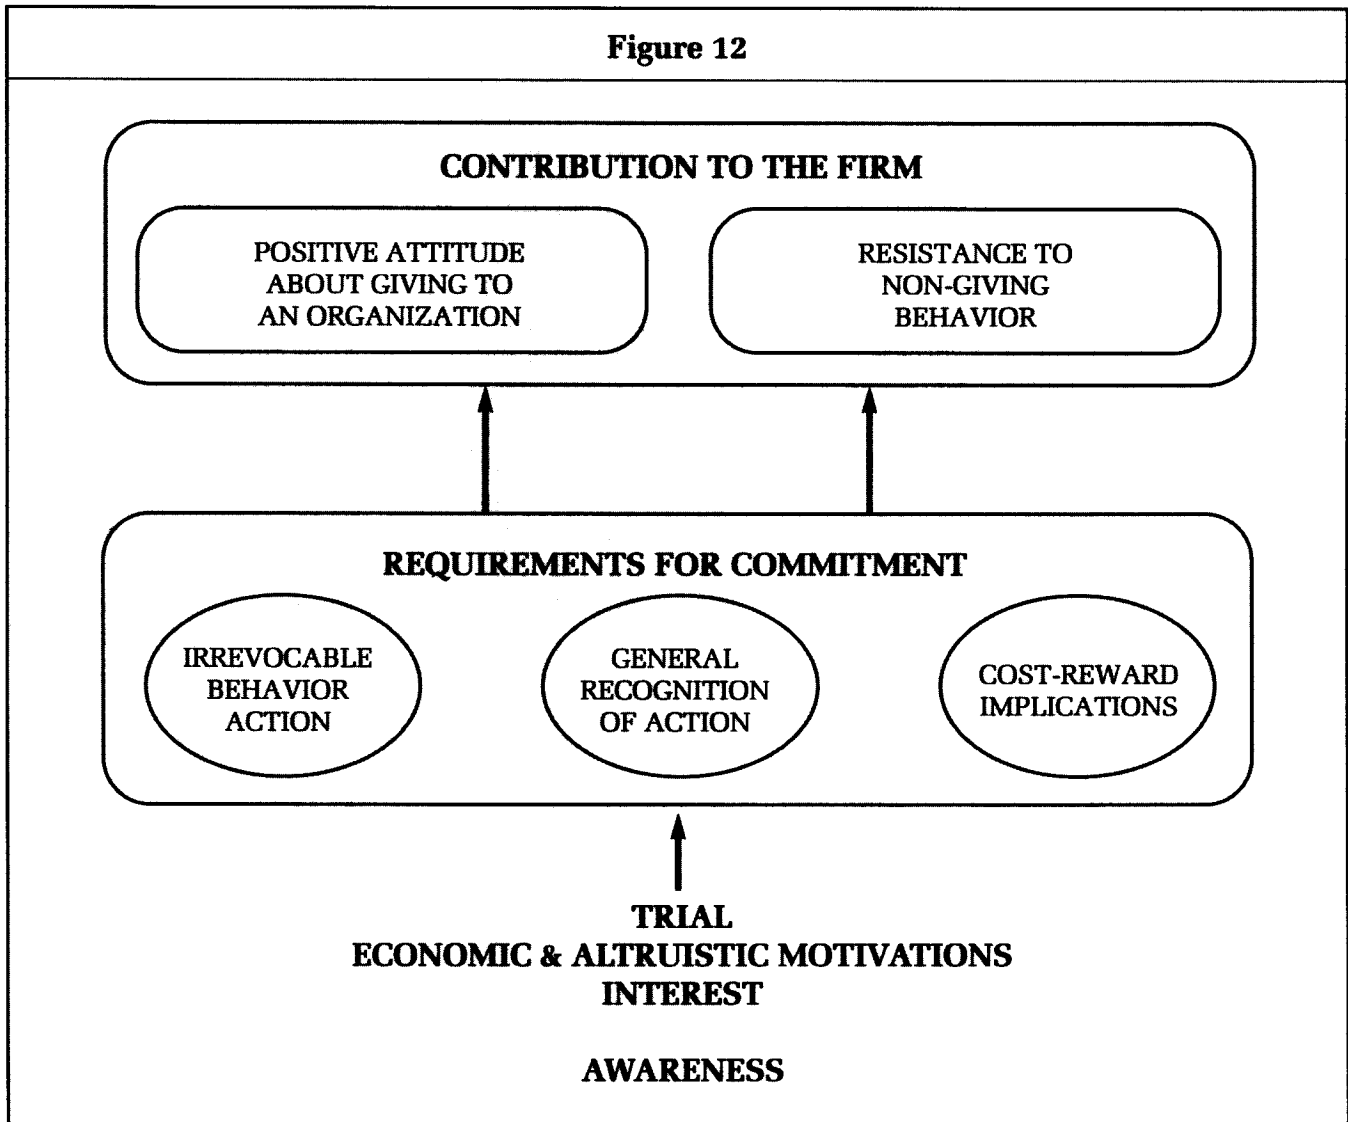 Figure 12
CONTRIBUTION TO THE FIRM
POSITIVE ATTITUDE
ABOUT GIVING TO
AN ORGANIZATION
RESISTANCE TO
NON-GIVING
BEHAVIOR
REQUIREMENTS FOR COMMITMENT
IRREVOCABLE
BEHAVIOR
ACTION
GENERAL
RECOGNITION
OF ACTION
COST-REWARD
IMPLICATIONS
TRIAL
ECONOMIC & ALTRUISTIC MOTIVATIONS
INTEREST
AWARENESS